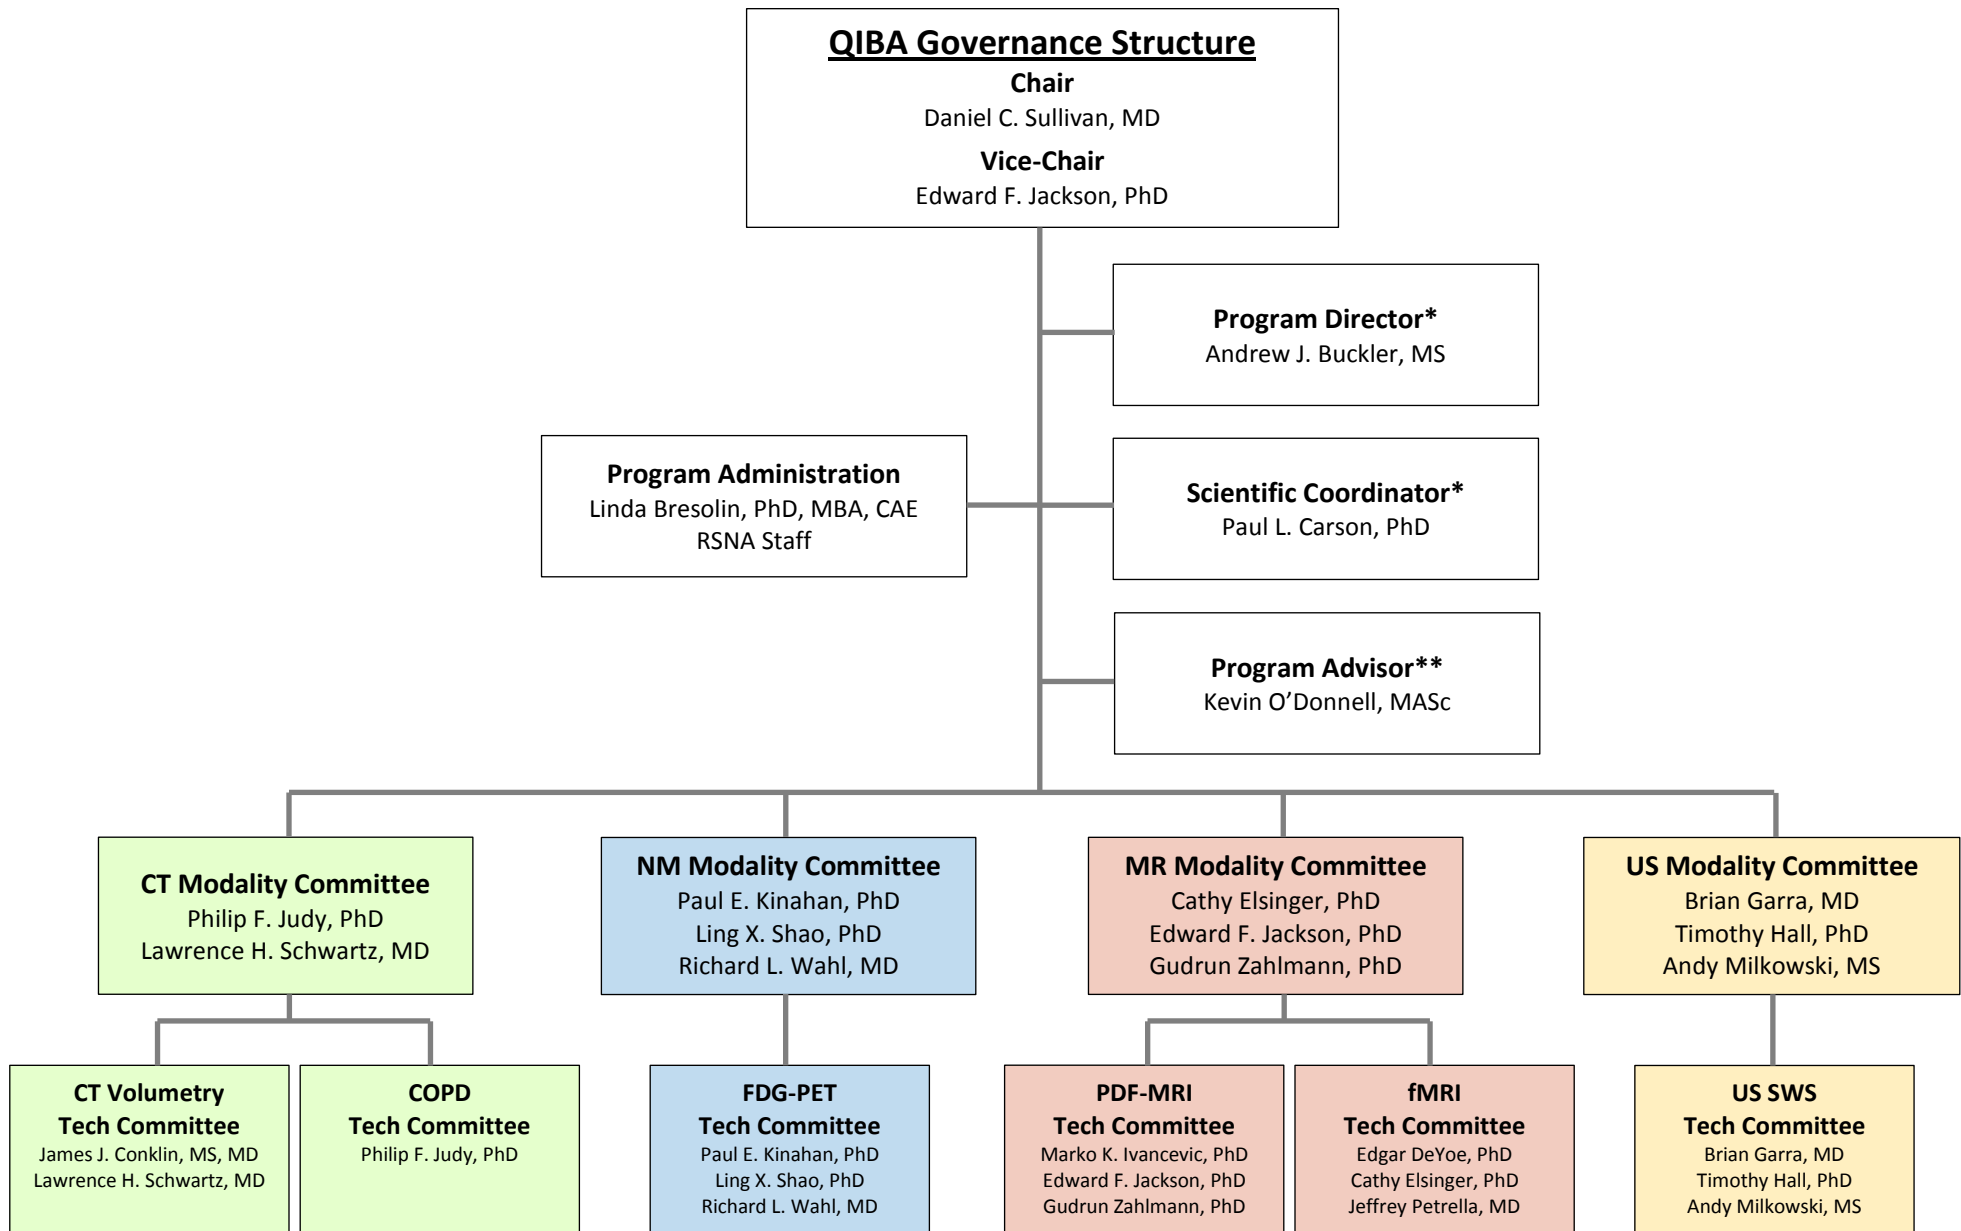 QIBA Governance Structure
Chair
Daniel C. Sullivan, MD
Vice-Chair
Edward F. Jackson, PhD
Program Director*
Andrew J. Buckler, MS
Program Administration
Linda Bresolin, PhD, MBA, CAE
RSNA Staff
Scientific Coordinator*
Paul L. Carson, PhD
Program Advisor**
Kevin O’Donnell, MASc
CT Modality Committee
Philip F. Judy, PhD
Lawrence H. Schwartz, MD
NM Modality Committee
Paul E. Kinahan, PhD
Ling X. Shao, PhD
Richard L. Wahl, MD
MR Modality Committee
Cathy Elsinger, PhD
Edward F. Jackson, PhD
Gudrun Zahlmann, PhD
US Modality Committee
Brian Garra, MD
Timothy Hall, PhD
Andy Milkowski, MS
CT Volumetry
Tech Committee
James J. Conklin, MS, MD
Lawrence H. Schwartz, MD
COPD
Tech Committee
Philip F. Judy, PhD
FDG-PET
Tech Committee
Paul E. Kinahan, PhD
Ling X. Shao, PhD
Richard L. Wahl, MD
PDF-MRI
Tech Committee
Marko K. Ivancevic, PhD
Edward F. Jackson, PhD
Gudrun Zahlmann, PhD
fMRI
Tech Committee
Edgar DeYoe, PhD
Cathy Elsinger, PhD
Jeffrey Petrella, MD
US SWS
Tech Committee
Brian Garra, MD
Timothy Hall, PhD
Andy Milkowski, MS